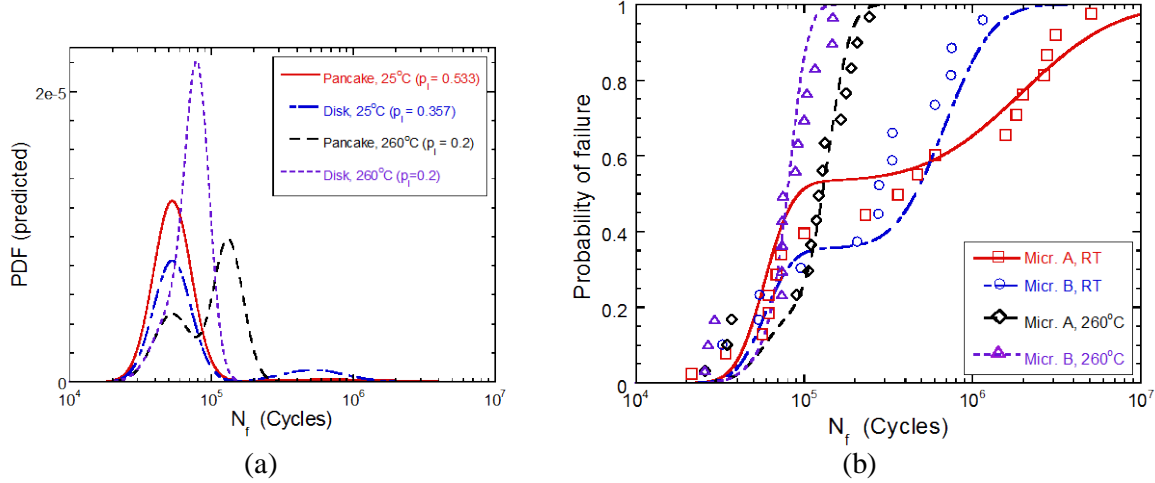 PDF (predicted)
2e-5
0
Pancake, 25°C (p_l = 0.533)
Disk, 25°C (p_l = 0.357)
Pancake, 260°C (p_l = 0.2)
Disk, 260°C (p_l=0.2)
10^4 10^5 10^6 10^7
N_f (Cycles)
(a)
Probability of failure
1
0.8
0.6
0.4
0.2
0
Micr. A, RT
Micr. B, RT
Micr. A, 260°C
Micr. B, 260°C
10^4 10^5 10^6 10^7
N_f (Cycles)
(b)